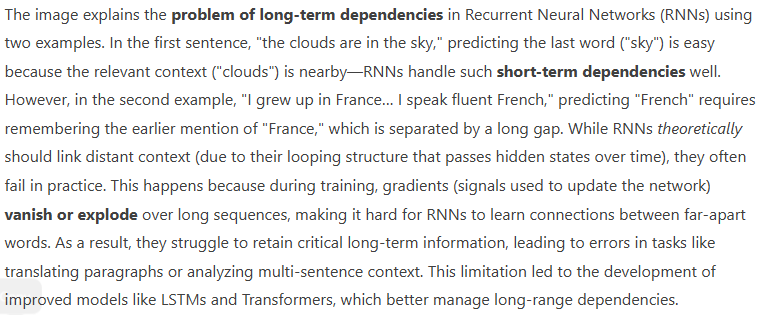 The image explains the problem of long-term dependencies in Recurrent Neural Networks (RNNs) using
two examples. In the first sentence, "the clouds are in the sky," predicting the last word ("sky") is easy
because the relevant context ("clouds") is nearby—RNNs handle such short-term dependencies well.
However, in the second example, "I grew up in France... I speak fluent French," predicting "French" requires
remembering the earlier mention of "France," which is separated by a long gap. While RNNs theoretically
should link distant context (due to their looping structure that passes hidden states over time), they often
fail in practice. This happens because during training, gradients (signals used to update the network)
vanish or explode over long sequences, making it hard for RNNs to learn connections between far-apart
words. As a result, they struggle to retain critical long-term information, leading to errors in tasks like
translating paragraphs or analyzing multi-sentence context. This limitation led to the development of
improved models like LSTMs and Transformers, which better manage long-range dependencies.